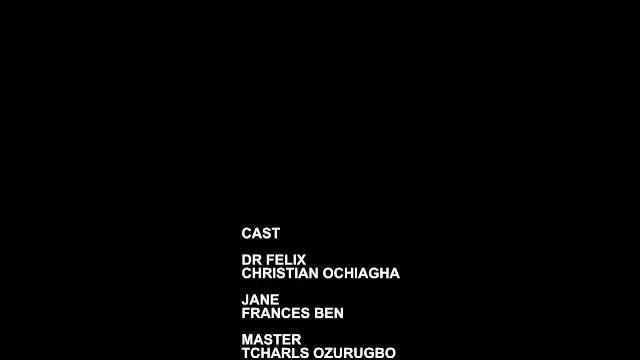 CAST
DR FELIX
CHRISTIAN OCHIAGHA
JANE
FRANCES BEN
MASTER
TCHARLS OZURUGBO